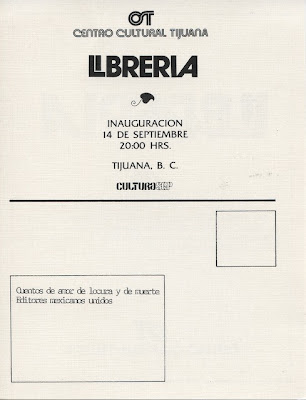 CENTRO CULTURAL TIJUANA
LIBRERIA
INAUGURACION
14 DE SEPTIEMBRE
20:00 HRS.
TIJUANA, B. C.
CULTURASEP
Cuentos de amor de locura y de muerte
Editores mexicanos unidos